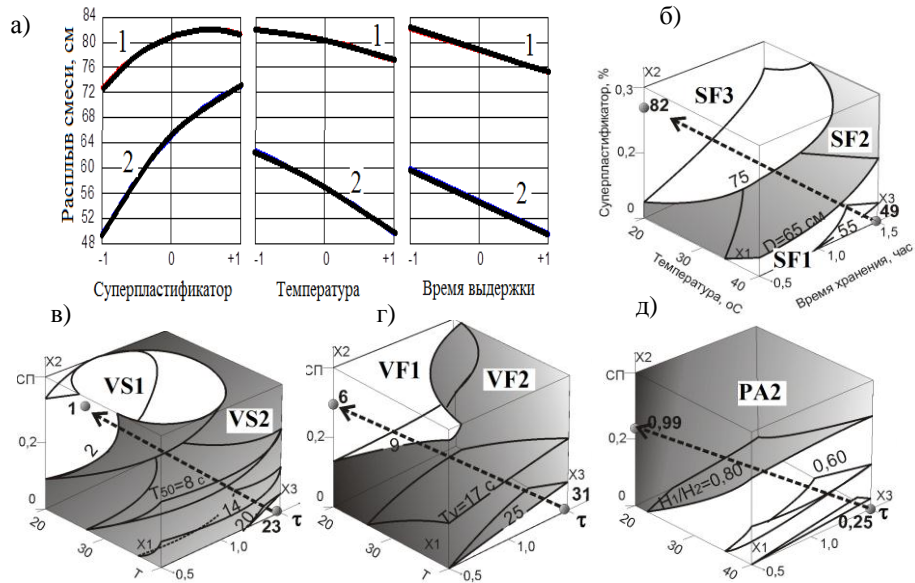 а)
Расплыв смеси, см
84
80
76
72
68
64
60
56
52
48
1
2
1
2
1
2
-1 0 +1
-1 0 +1
-1 0 +1
Суперпластификатор
Температура
Время выдержки
б)
Суперпластификатор, %
X2
0,3
82
SF3
0,2
SF2
75
0
X3
49
20
X1
D=65 см
55
1,5
30
SF1
1,0
40
0,5
Температура, оС
Время хранения, час
в)
X2
СП
VS1
1
VS2
0,2
2
T50=8 с
X3
0
14
20
τ
23
20
X1
1,0
30
Т
0,5
г)
X2
СП
VF1
VF2
6
0,2
9
X3
31
0
Tv=17 с
τ
20
25
X1
1,0
30
Т
0,5
д)
X2
СП
PA2
0,99
0,2
0,60
H1/H2=0,80
X3
0
τ
20
0,25
1,0
30
X1
40
0,5